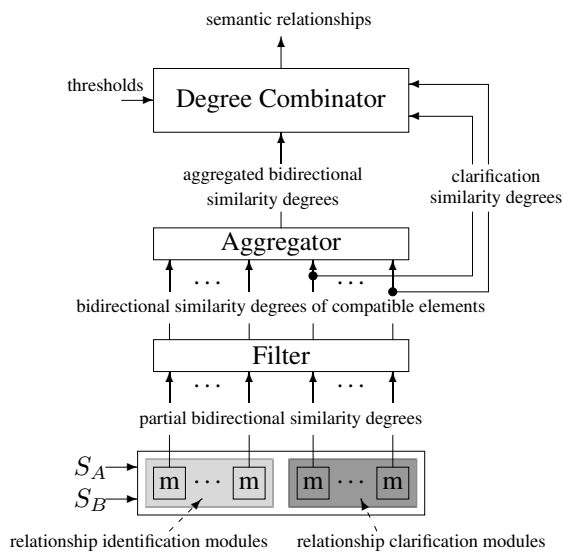 semantic relationships
thresholds
Degree Combinator
aggregated bidirectional
similarity degrees
clarification
similarity degrees
Aggregator
... ...
bidirectional similarity degrees of compatible elements
Filter
... ...
partial bidirectional similarity degrees
S_A
S_B
m ... m m ... m
relationship identification modules
relationship clarification modules